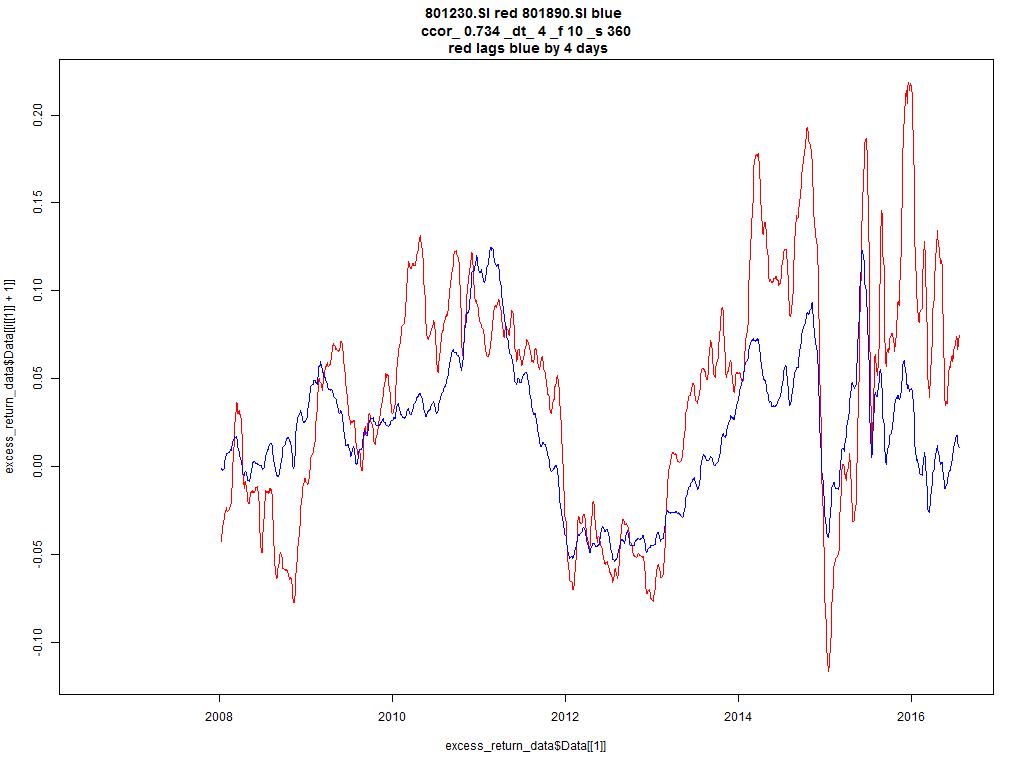 801230.SI red 801890.SI blue
ccor_ 0.734 _dt_ 4 _f 10 _s 360
red lags blue by 4 days
excess_return_data$Data[[i[1]] + 1]]
0.20
0.15
0.10
0.05
0.00
-0.05
-0.10
2008
2010
2012
2014
2016
excess_return_data$Data[[1]]